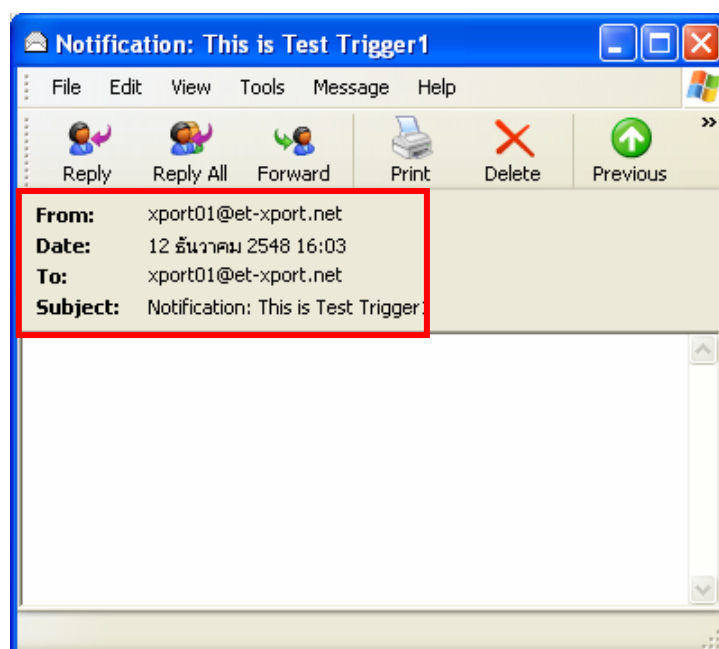 Notification: This is Test Trigger1
File Edit View Tools Message Help
Reply Reply All Forward Print Delete Previous »
From: xport01@et-xport.net
Date: 12 ธันวาคม 2548 16:03
To: xport01@et-xport.net
Subject: Notification: This is Test Trigger1